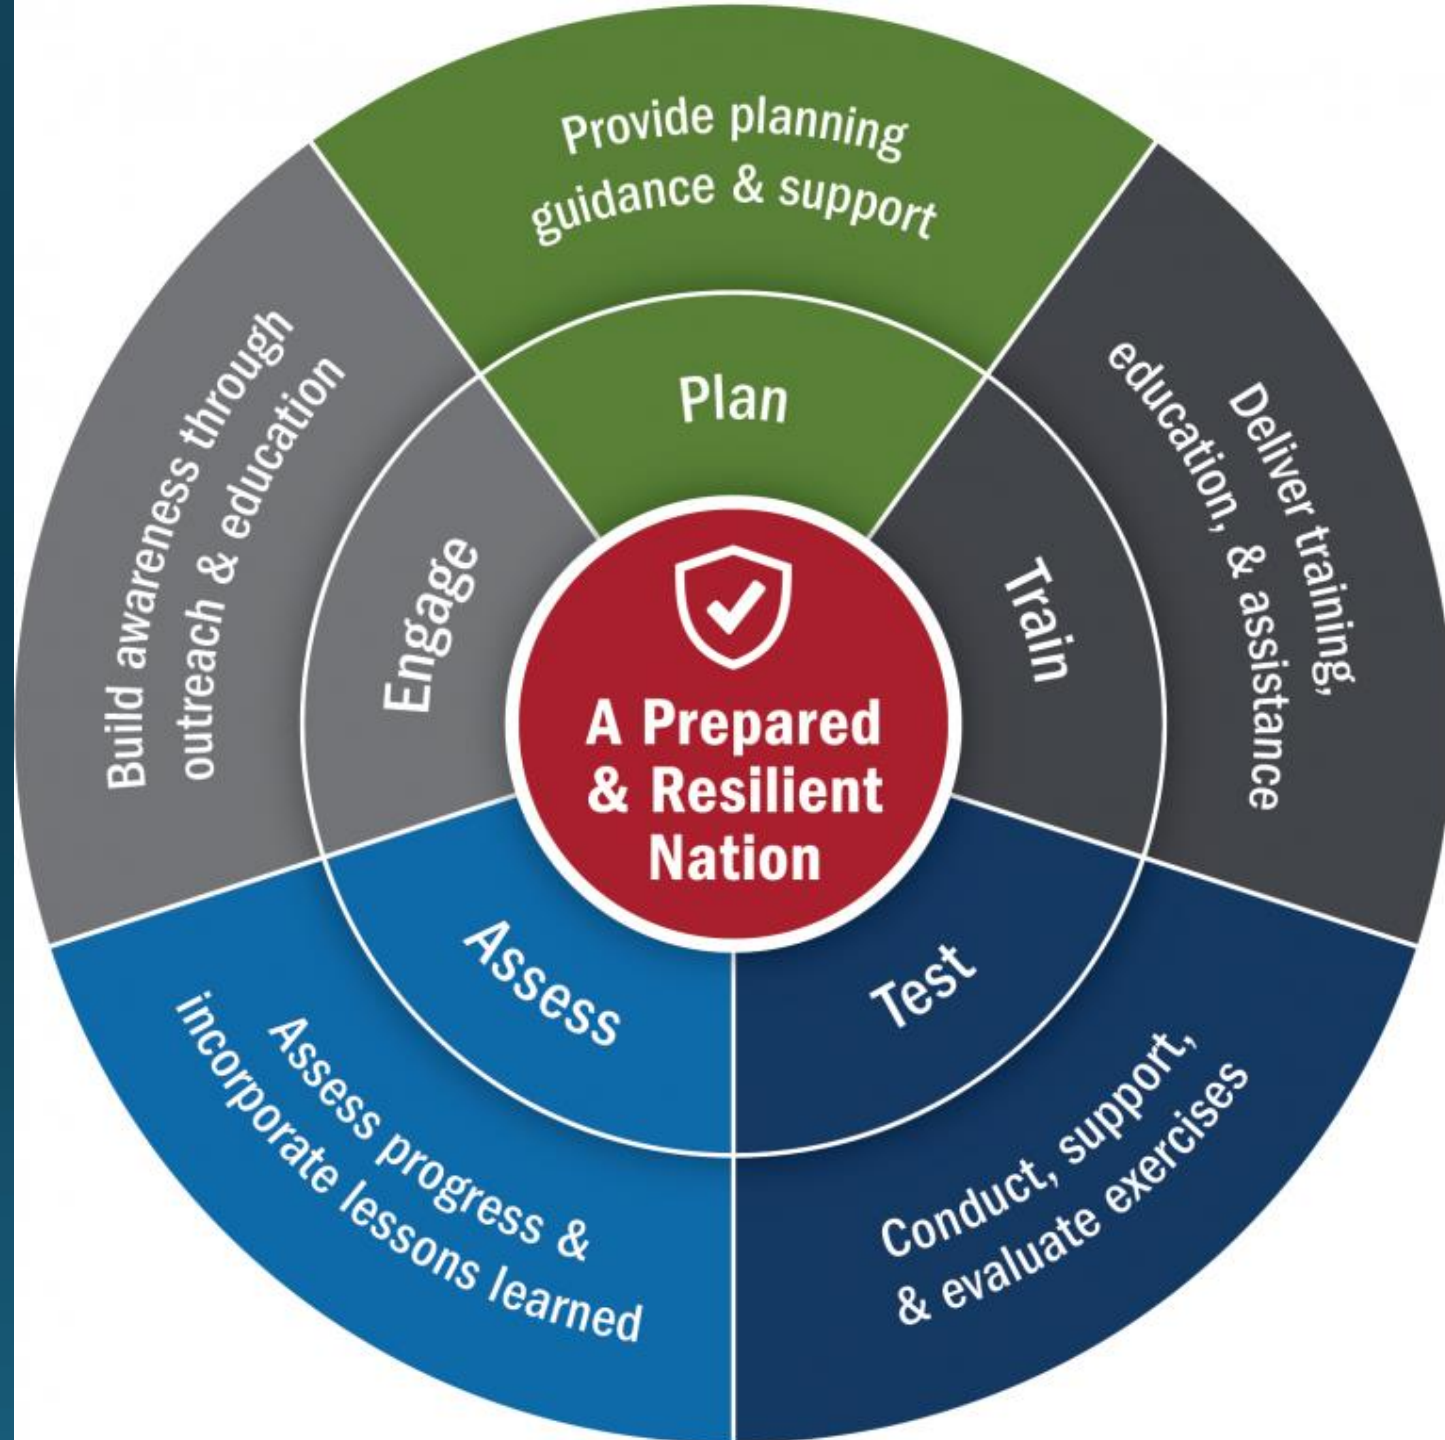 Provide planning
guidance & support
Plan
Deliver training,
education, & assistance
Train
Conduct, support,
& evaluate exercises
Test
Assess progress &
incorporate lessons learned
Assess
Build awareness through
outreach & education
Engage
A Prepared
& Resilient
Nation